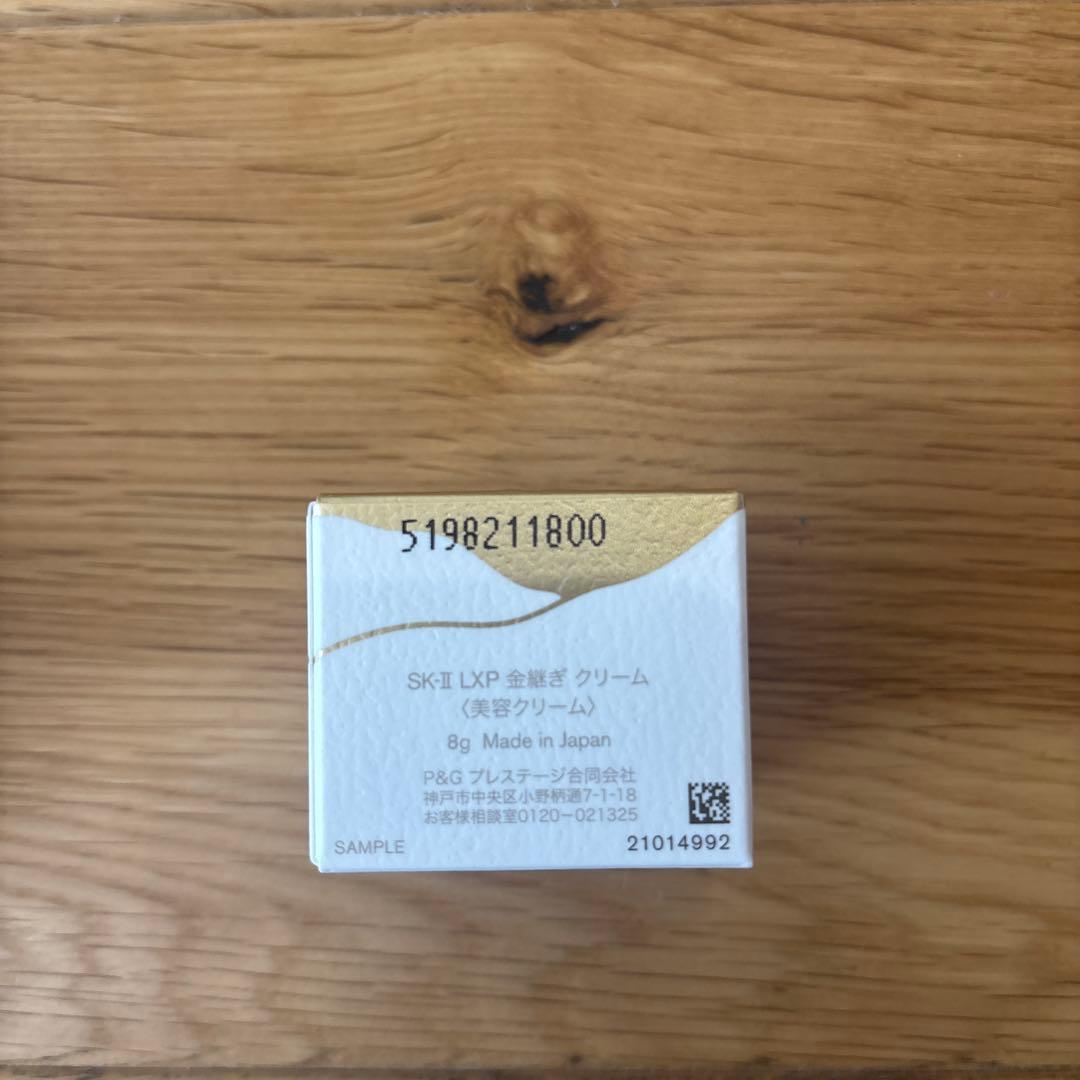 5198211800
SK-II LXP 金継ぎ クリーム
〈美容クリーム〉
8g Made in Japan
P&G プレステージ合同会社
神戸市中央区小野柄通7-1-18
お客様相談室0120-021325
SAMPLE
21014992